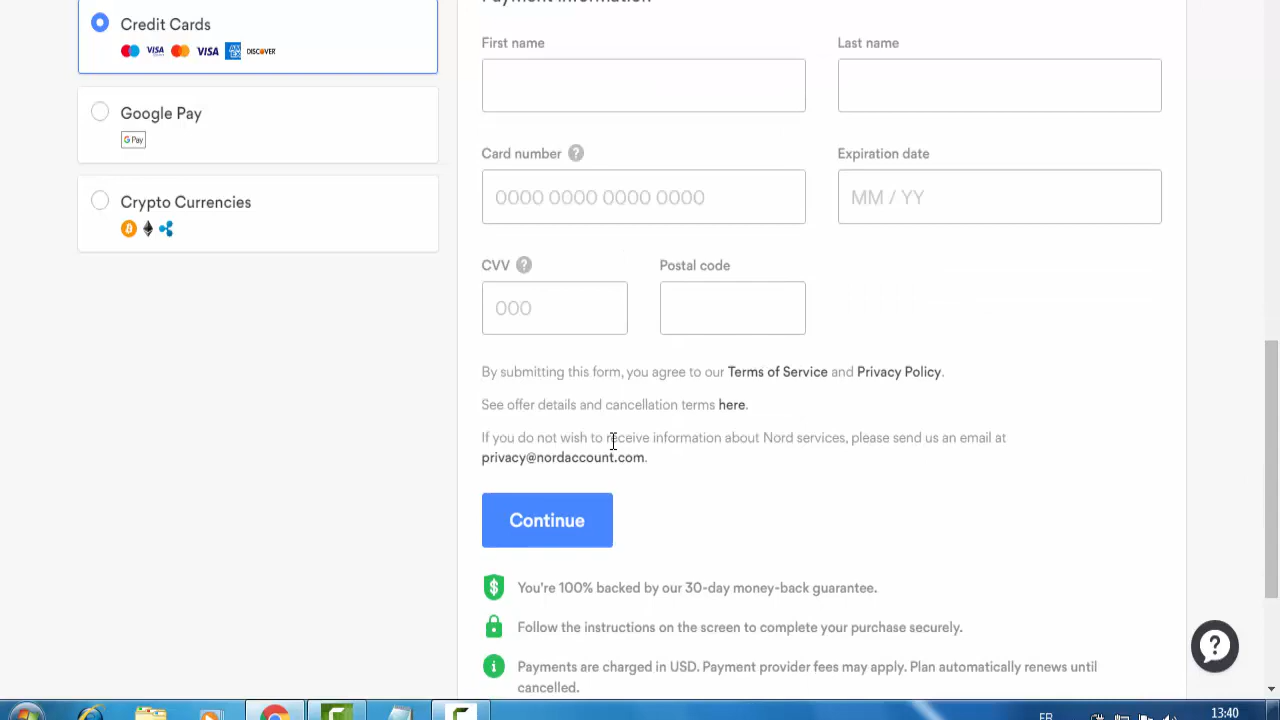 Payment Information
Credit Cards
VISA VISA DISCOVER
Google Pay
G Pay
Crypto Currencies
First name
Last name
Card number ?
Expiration date
0000 0000 0000 0000
MM / YY
CVV ?
Postal code
000
By submitting this form, you agree to our Terms of Service and Privacy Policy.
See offer details and cancellation terms here.
If you do not wish to receive information about Nord services, please send us an email at
privacy@nordaccount.com.
Continue
You're 100% backed by our 30-day money-back guarantee.
Follow the instructions on the screen to complete your purchase securely.
Payments are charged in USD. Payment provider fees may apply. Plan automatically renews until
cancelled.
FR
13:40